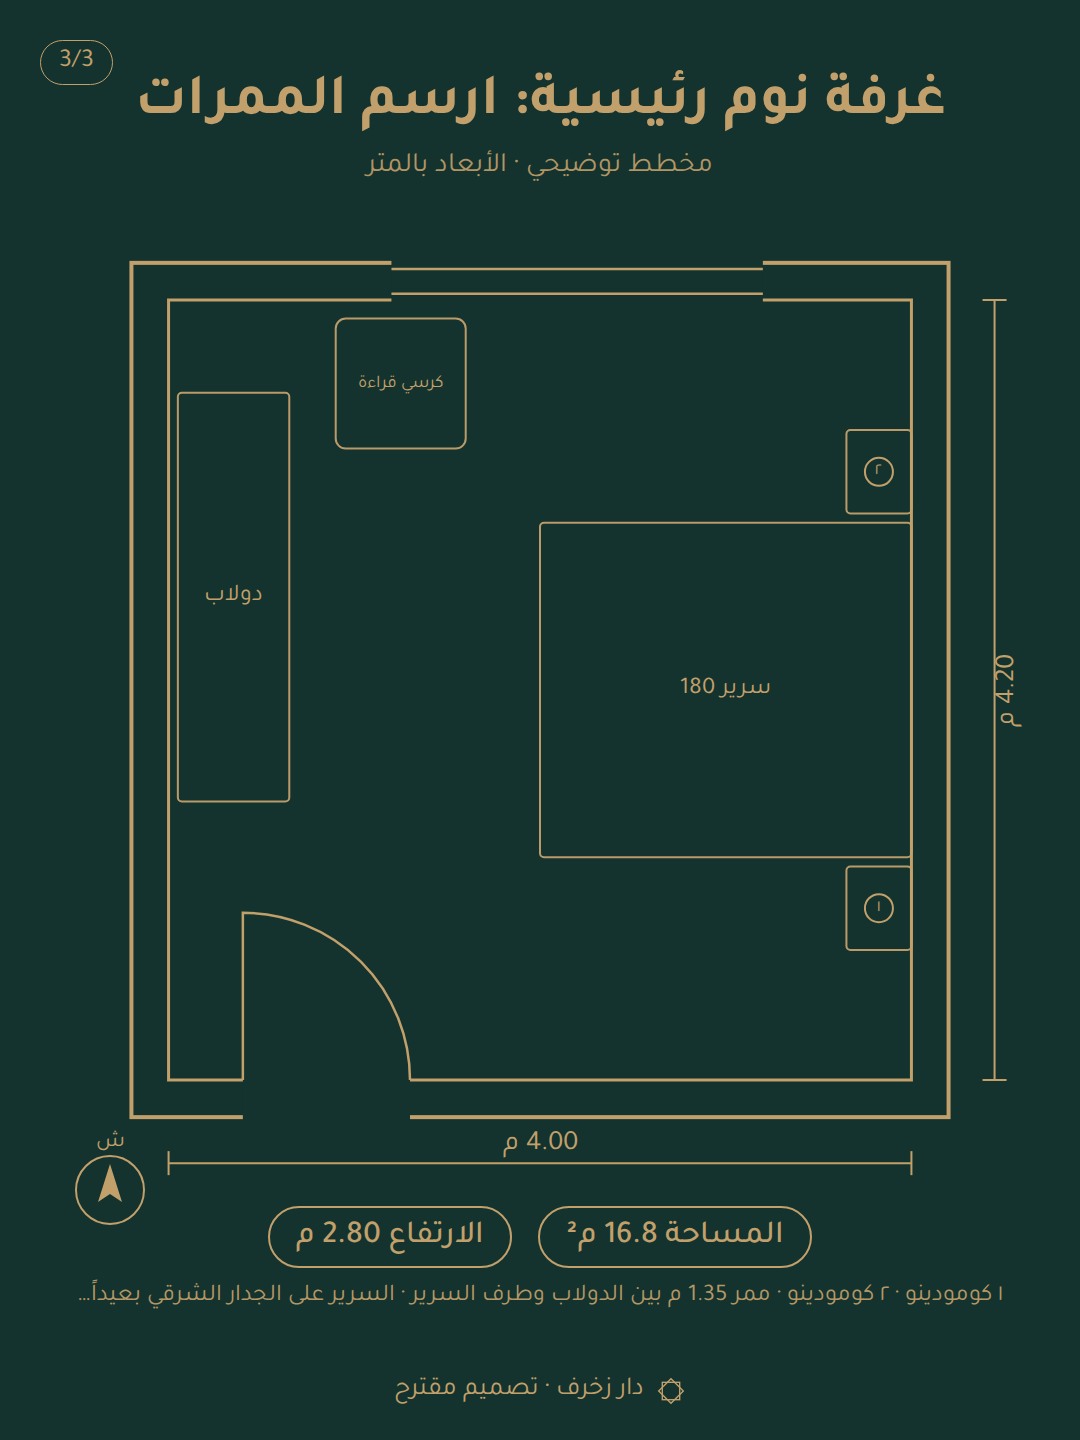 3/3
غرفة نوم رئيسية: ارسم الممرات
مخطط توضيحي · الأبعاد بالمتر
كرسي قراءة
٢
دولاب
سرير 180
4.20 م
١
ش
4.00 م
المساحة 16.8 م²
الارتفاع 2.80 م
١ كومودينو · ٢ كومودينو · ممر 1.35 م بين الدولاب وطرف السرير · السرير على الجدار الشرقي بعيداً…
دار زخرف · تصميم مقترح